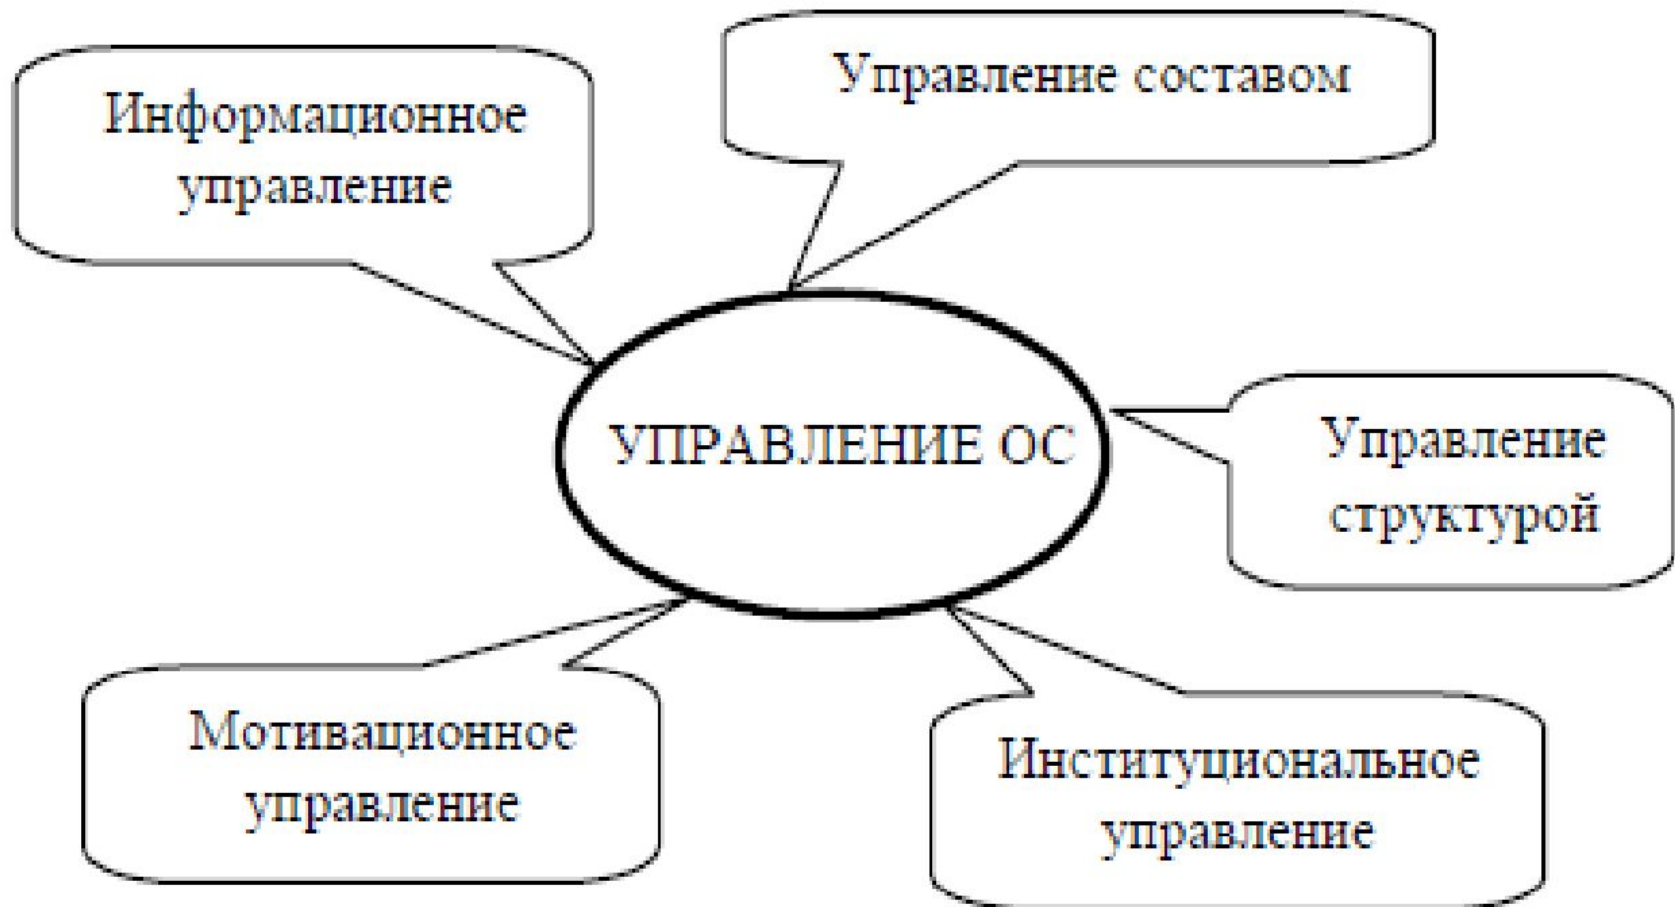 Информационное
управление
Управление составом
УПРАВЛЕНИЕ ОС
Управление
структурой
Мотивационное
управление
Институциональное
управление